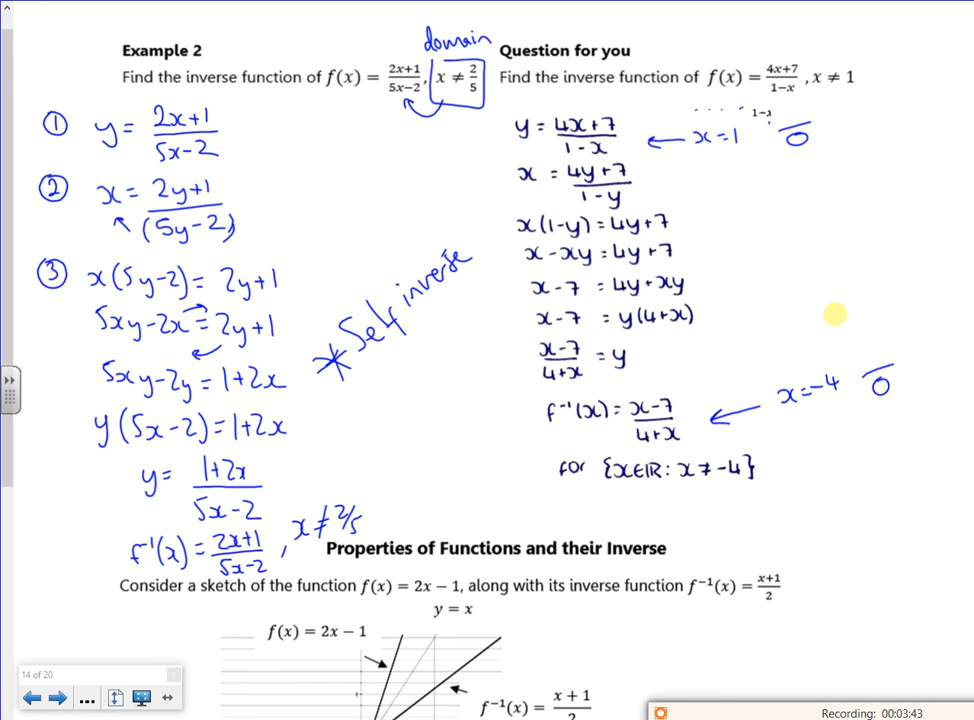 domain
Example 2
Find the inverse function of f(x) = 2x+1/5x−2, x ≠ 2/5
① y = 2x+1/5x-2
② x = 2y+1/(5y-2)
③ x(5y-2) = 2y+1
5xy-2x = 2y+1
5xy-2y = 1+2x
y(5x-2) = 1+2x
y = 1+2x/5x-2
f⁻¹(x) = 2x+1/5x-2, x ≠ 2/5
* Self inverse
Question for you
Find the inverse function of f(x) = 4x+7/1−x , x ≠ 1
y = 4x+7/1-x ← x=1
x = 4y+7/1-y
x(1-y) = 4y+7
x-xy = 4y+7
x-7 = 4y+xy
x-7 = y(4+x)
x-7/4+x = y
f⁻¹(x) = x-7/4+x ← x=-4
for {x∈ℝ: x ≠ -4}
Properties of Functions and their Inverse
Consider a sketch of the function f(x) = 2x − 1, along with its inverse function f⁻¹(x) = x+1/2
y = x
f(x) = 2x − 1
f⁻¹(x) = x + 1/2
14 of 20
Recording: 00:03:43